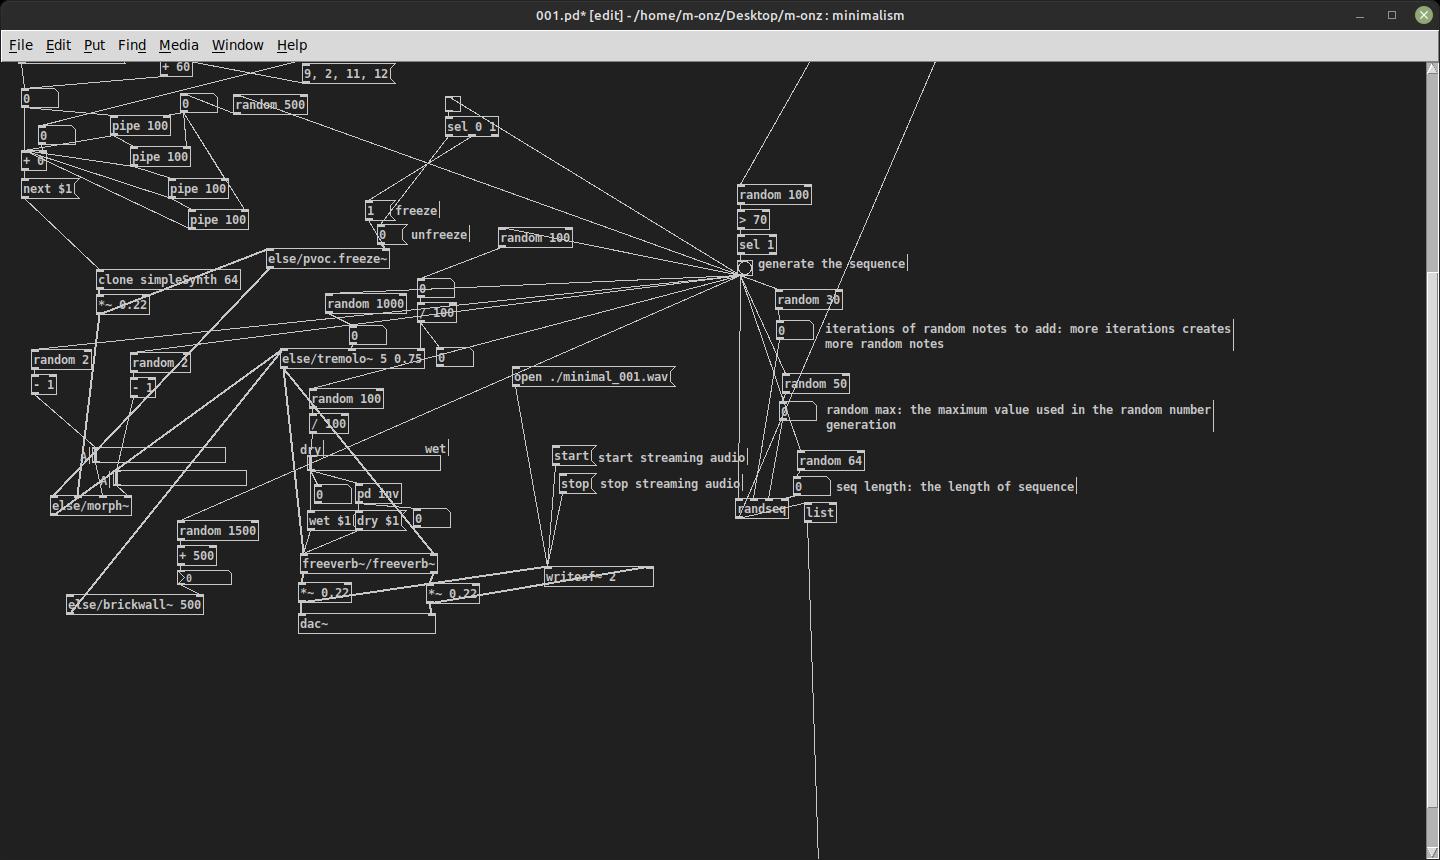 001.pd* [edit] - /home/m-onz/Desktop/m-onz : minimalism
File Edit Put Find Media Window Help
+ 60
9, 2, 11, 12
0
0
random 500
0
pipe 100
sel 0 1
+ 0
pipe 100
next $1
pipe 100
random 100
1
freeze
pipe 100
> 70
0
unfreeze
random 100
sel 1
else/pvoc.freeze~
generate the sequence
clone simpleSynth 64
0
*~ 0.22
random 1000
/ 100
random 30
0
0
iterations of random notes to add: more iterations creates
more random notes
random 2
random 2
else/tremolo~ 5 0.75
0
- 1
- 1
open ./minimal_001.wav
random 50
random 100
0
random max: the maximum value used in the random number
generation
/ 100
dry
wet
start
start streaming audio
random 64
A
A
stop
stop streaming audio
0
seq length: the length of sequence
0
pd inv
else/morph~
randseq
list
wet $1
dry $1
0
random 1500
+ 500
freeverb~/freeverb~
0
writesf~ 2
*~ 0.22
*~ 0.22
else/brickwall~ 500
dac~